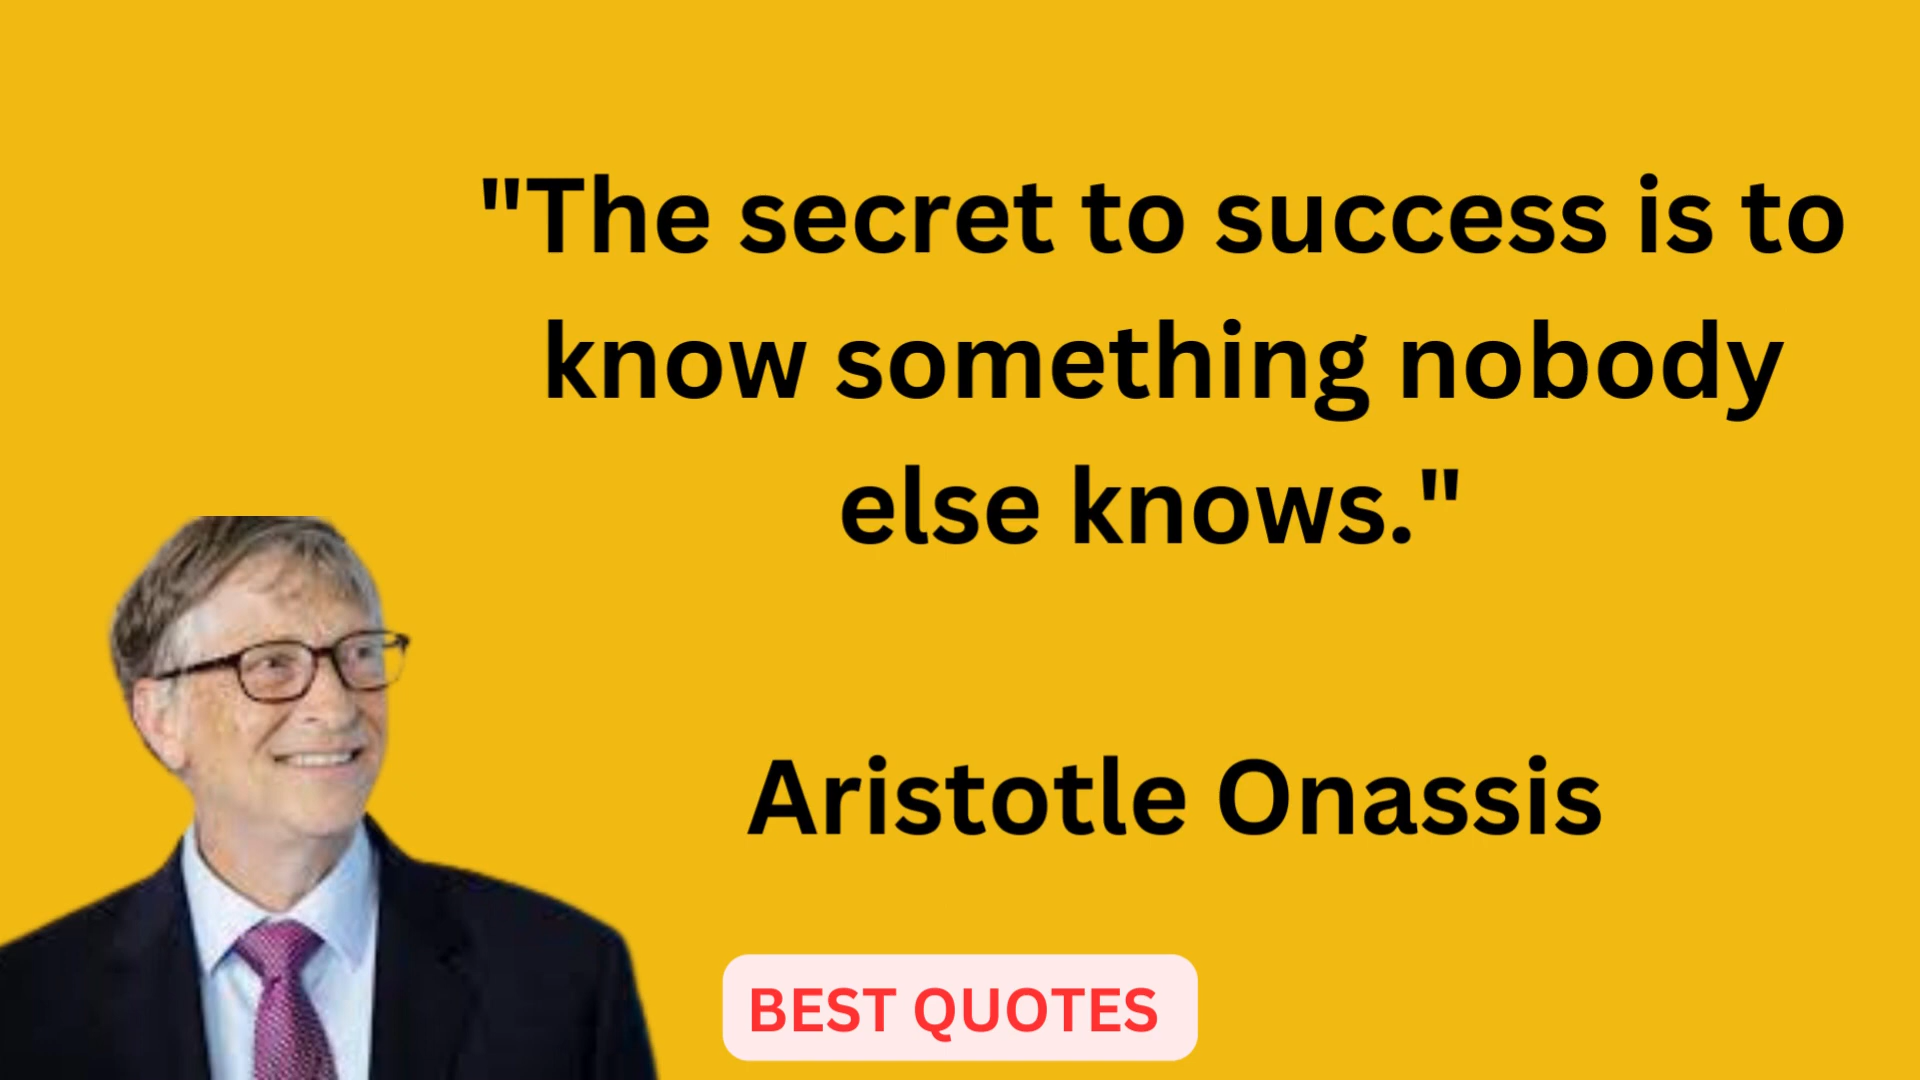 "The secret to success is to
know something nobody
else knows."
Aristotle Onassis
BEST QUOTES